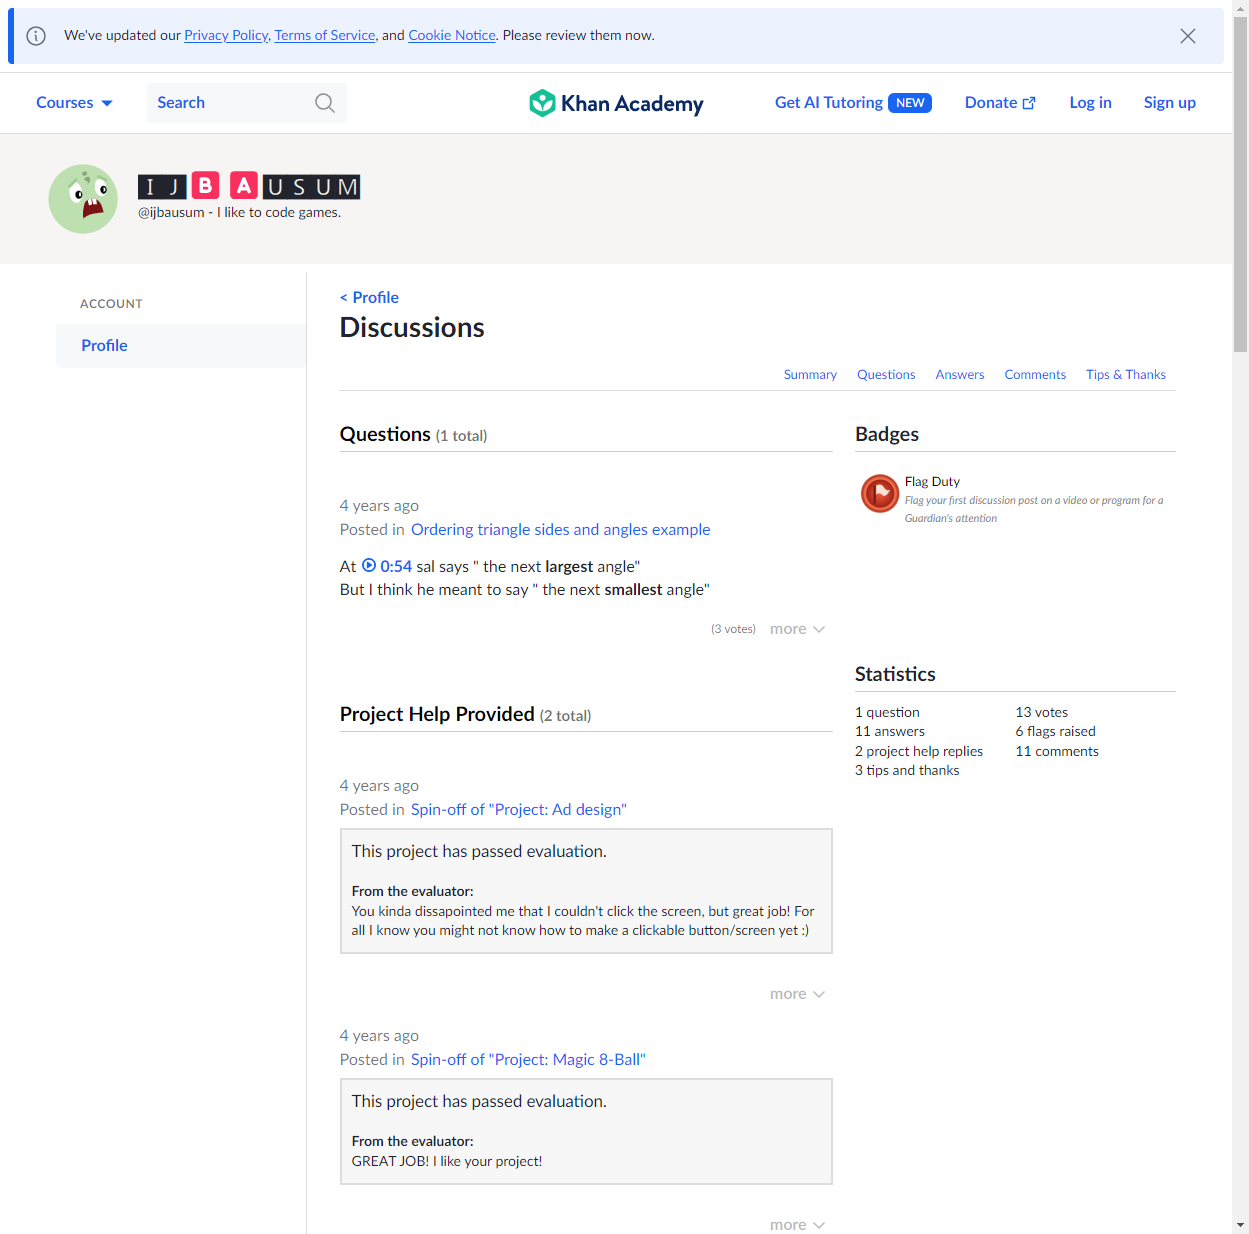 We've updated our Privacy Policy, Terms of Service, and Cookie Notice. Please review them now.
Courses
Search
Khan Academy
Get AI Tutoring NEW
Donate
Log in
Sign up
I J B A U S U M
@ijbausum - I like to code games.
ACCOUNT
Profile
< Profile
Discussions
Summary
Questions
Answers
Comments
Tips & Thanks
Questions (1 total)
4 years ago
Posted in Ordering triangle sides and angles example
At 0:54 sal says " the next largest angle"
But I think he meant to say " the next smallest angle"
(3 votes)
more
Project Help Provided (2 total)
4 years ago
Posted in Spin-off of "Project: Ad design"
This project has passed evaluation.
From the evaluator:
You kinda dissapointed me that I couldn't click the screen, but great job! For
all I know you might not know how to make a clickable button/screen yet :)
more
4 years ago
Posted in Spin-off of "Project: Magic 8-Ball"
This project has passed evaluation.
From the evaluator:
GREAT JOB! I like your project!
more
Badges
Flag Duty
Flag your first discussion post on a video or program for a
Guardian's attention
Statistics
1 question
11 answers
2 project help replies
3 tips and thanks
13 votes
6 flags raised
11 comments